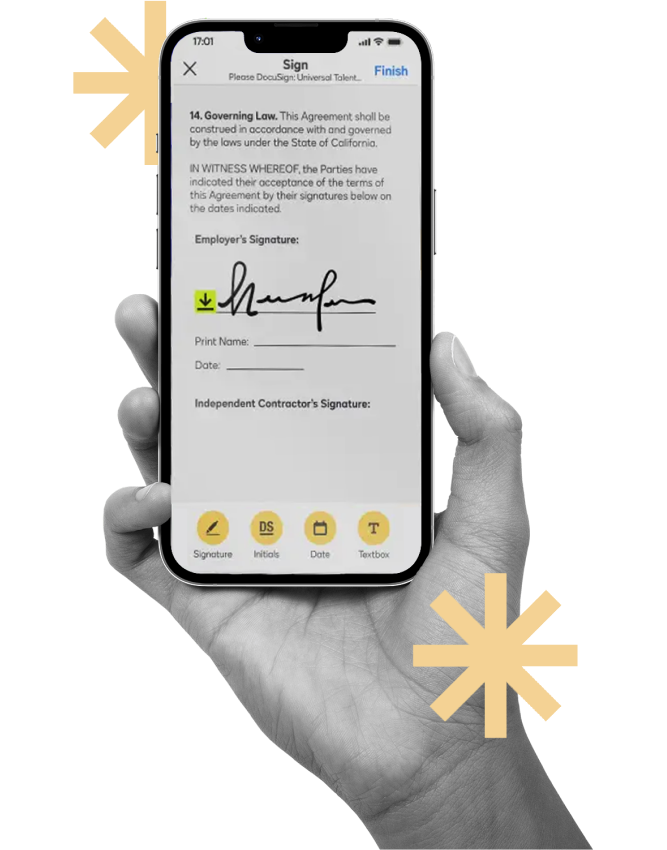 17:01
Sign
Please DocuSign: Universal Talent...
Finish
14. Governing Law. This Agreement shall be
construed in accordance with and governed
by the laws under the State of California.
IN WITNESS WHEREOF, the Parties have
indicated their acceptance of the terms of
this Agreement by their signatures below on
the dates indicated.
Employer's Signature:
Print Name:
Date:
Independent Contractor's Signature:
DS
T
Signature
Initials
Date
Textbox